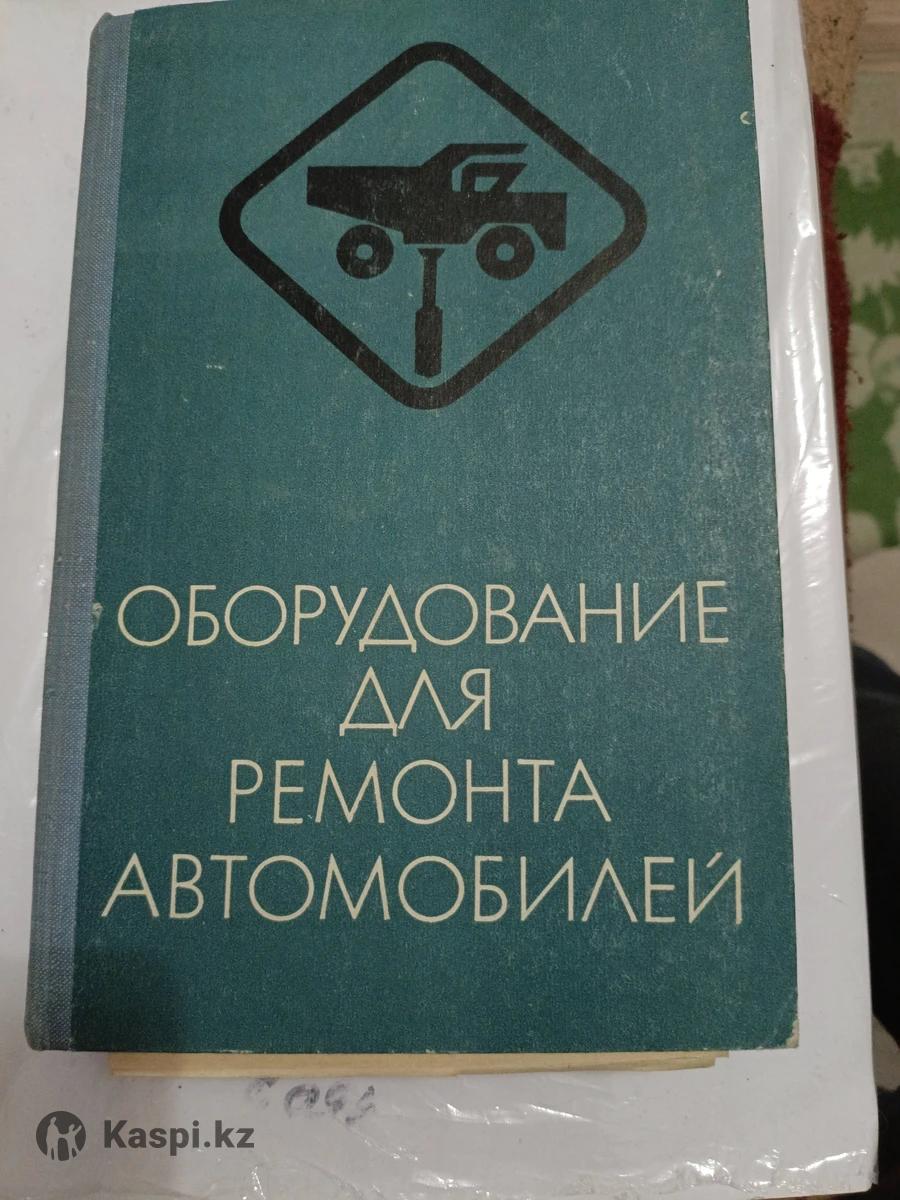 ОБОРУДОВАНИЕ
ДЛЯ
РЕМОНТА
АВТОМОБИЛЕЙ
Kaspi.kz